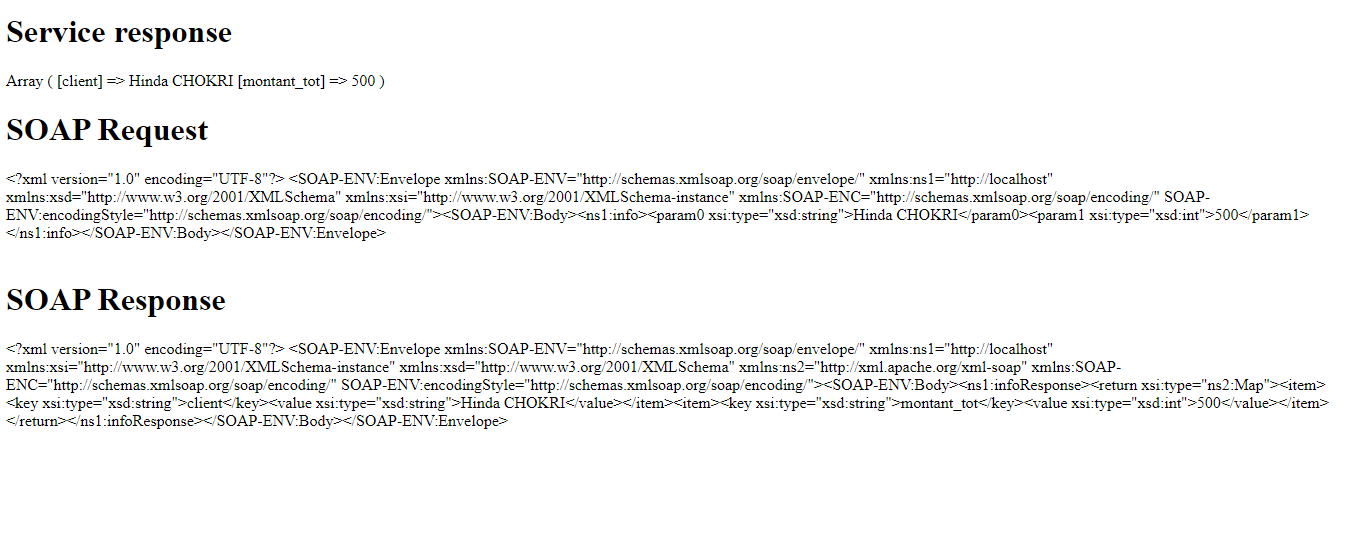 Service response
Array ( [client] => Hinda CHOKRI [montant_tot] => 500 )
SOAP Request
<?xml version="1.0" encoding="UTF-8"?> <SOAP-ENV:Envelope xmlns:SOAP-ENV="http://schemas.xmlsoap.org/soap/envelope/" xmlns:ns1="http://localhost"
xmlns:xsd="http://www.w3.org/2001/XMLSchema" xmlns:xsi="http://www.w3.org/2001/XMLSchema-instance" xmlns:SOAP-ENC="http://schemas.xmlsoap.org/soap/encoding/" SOAP-
ENV:encodingStyle="http://schemas.xmlsoap.org/soap/encoding/"><SOAP-ENV:Body><ns1:info><param0 xsi:type="xsd:string">Hinda CHOKRI</param0><param1 xsi:type="xsd:int">500</param1>
</ns1:info></SOAP-ENV:Body></SOAP-ENV:Envelope>
SOAP Response
<?xml version="1.0" encoding="UTF-8"?> <SOAP-ENV:Envelope xmlns:SOAP-ENV="http://schemas.xmlsoap.org/soap/envelope/" xmlns:ns1="http://localhost"
xmlns:xsi="http://www.w3.org/2001/XMLSchema-instance" xmlns:xsd="http://www.w3.org/2001/XMLSchema" xmlns:ns2="http://xml.apache.org/xml-soap" xmlns:SOAP-
ENC="http://schemas.xmlsoap.org/soap/encoding/" SOAP-ENV:encodingStyle="http://schemas.xmlsoap.org/soap/encoding/"><SOAP-ENV:Body><ns1:infoResponse><return xsi:type="ns2:Map"><item>
<key xsi:type="xsd:string">client</key><value xsi:type="xsd:string">Hinda CHOKRI</value></item><item><key xsi:type="xsd:string">montant_tot</key><value xsi:type="xsd:int">500</value></item>
</return></ns1:infoResponse></SOAP-ENV:Body></SOAP-ENV:Envelope>